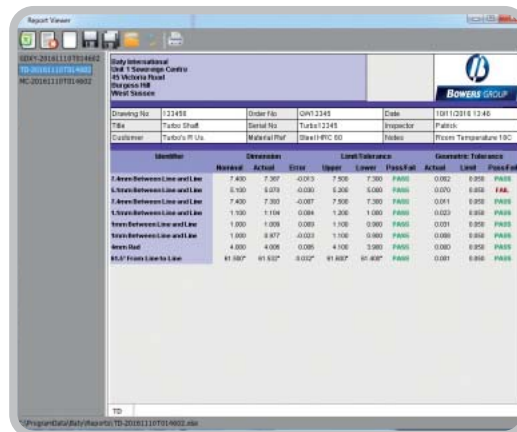 Report Viewer
GDXY-20161110T014602
TD-20161110T014602
MC-20161110T014602
Baty International
Unit 1 Sovereign Centre
45 Victoria Road
Burgess Hill
West Sussex
BOWERS GROUP
Drawing No 123456 Order No QW12345 Date 10/11/2016 13:46
Title Turbo Shaft Serial No Turbo12345 Inspector Patrick
Customer Turbo's R Us Material Ref Steel HRC 60 Notes Room Temperature 18C
Identifier Dimension Limit/Tolerance Geometric Tolerance
Nominal Actual Error Upper Lower Pass/Fail Actual Limit Pass/Fail
7.4mm Between Line and Line 7.400 7.387 -0.013 7.500 7.300 PASS 0.002 0.050 PASS
5.1mm Between Line and Line 5.100 5.070 -0.030 5.200 5.000 PASS 0.070 0.050 FAIL
7.4mm Between Line and Line 7.400 7.393 -0.007 7.500 7.300 PASS 0.011 0.050 PASS
1.1mm Between Line and Line 1.100 1.104 0.004 1.200 1.000 PASS 0.023 0.050 PASS
1mm Between Line and Line 1.000 1.009 0.009 1.100 0.900 PASS 0.031 0.050 PASS
1mm Between Line and Line 1.000 0.977 -0.023 1.100 0.900 PASS 0.050 PASS
4mm Rad 4.000 4.006 0.006 4.100 3.900 PASS 0.000 0.050 PASS
61.5° From Line to Line 61.500° 61.532° 0.032° 61.600° 61.400° PASS 0.001 0.050 PASS
TD
:\ProgramData\Baty\Reports\TD-20161110T014602.xlsx